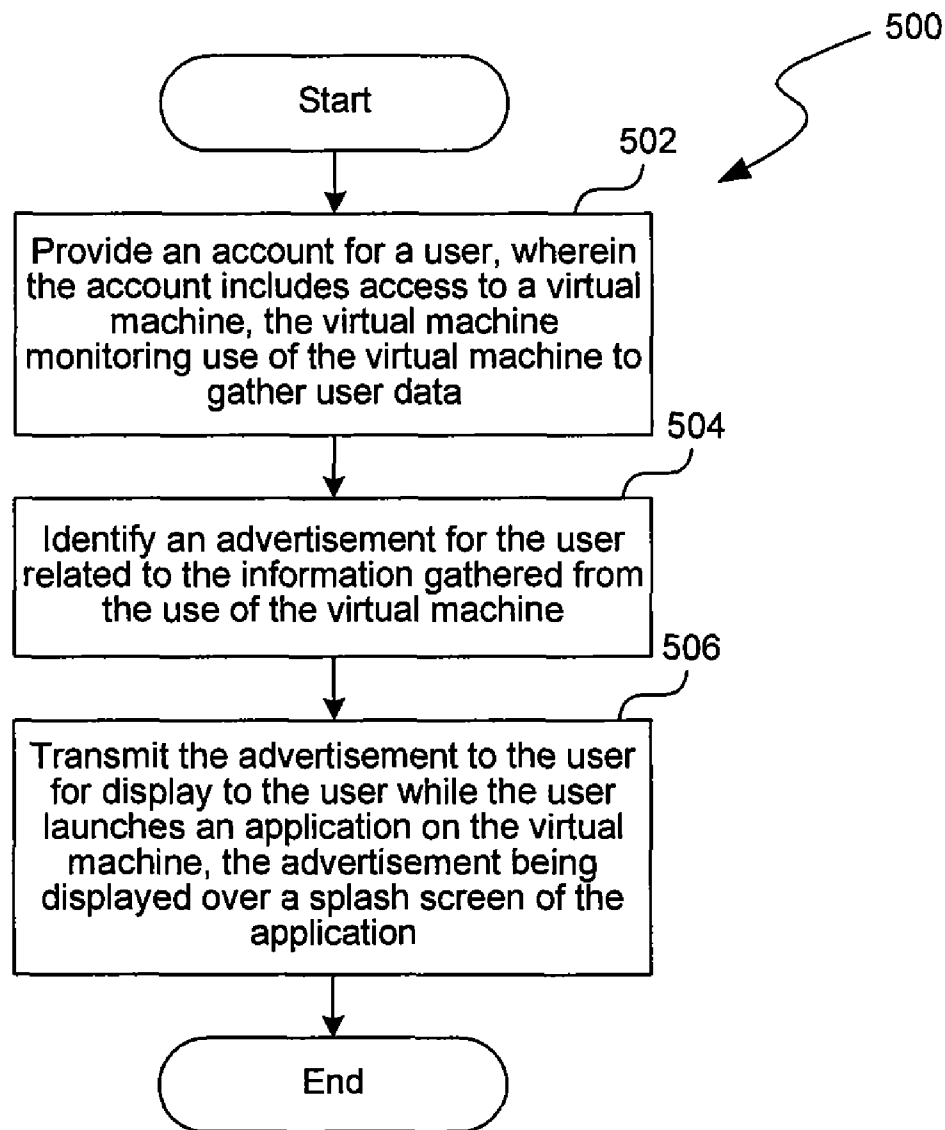 500
Start
502
Provide an account for a user, wherein
the account includes access to a virtual
machine, the virtual machine
monitoring use of the virtual machine to
gather user data
504
Identify an advertisement for the user
related to the information gathered from
the use of the virtual machine
506
Transmit the advertisement to the user
for display to the user while the user
launches an application on the virtual
machine, the advertisement being
displayed over a splash screen of the
application
End